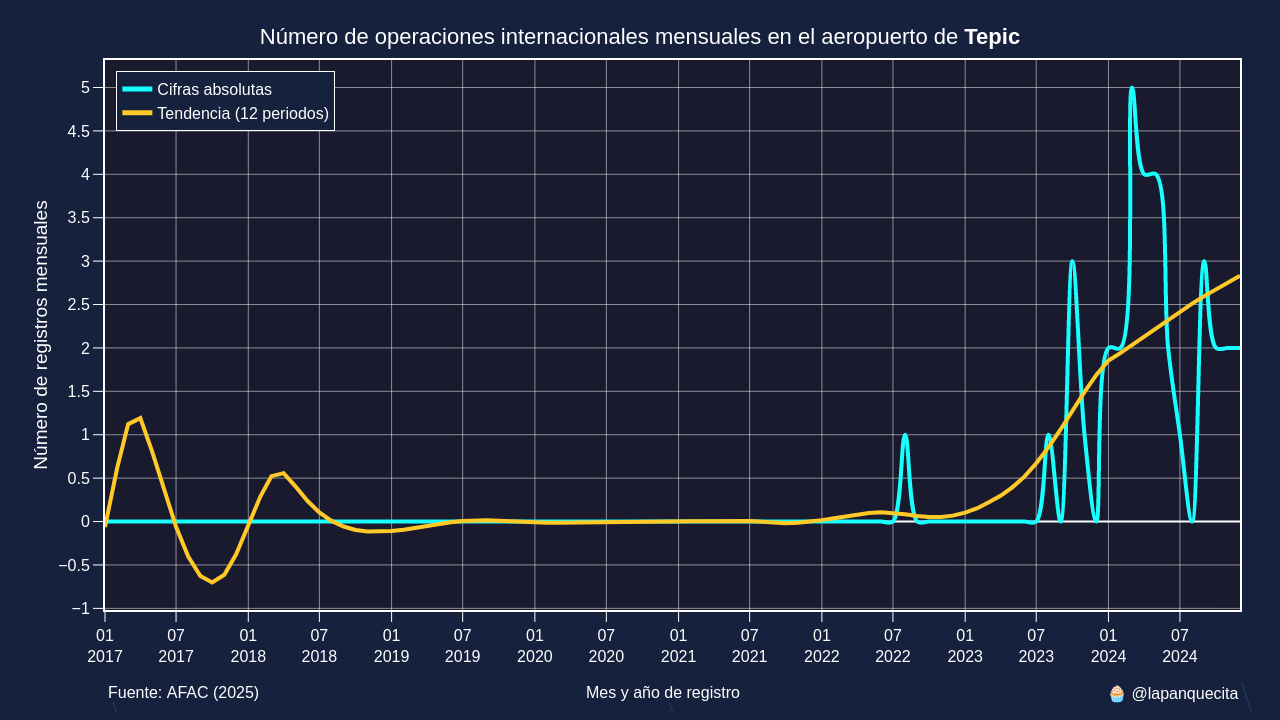 Número de operaciones internacionales mensuales en el aeropuerto de Tepic
Cifras absolutas
Tendencia (12 periodos)
Número de registros mensuales
5
4.5
4
3.5
3
2.5
2
1.5
1
0.5
0
−0.5
−1
01 07 01 07 01 07 01 07 01 07 01 07 01 07 01 07
2017 2017 2018 2018 2019 2019 2020 2020 2021 2021 2022 2022 2023 2023 2024 2024
Fuente: AFAC (2025)
Mes y año de registro
🧁 @lapanquecita